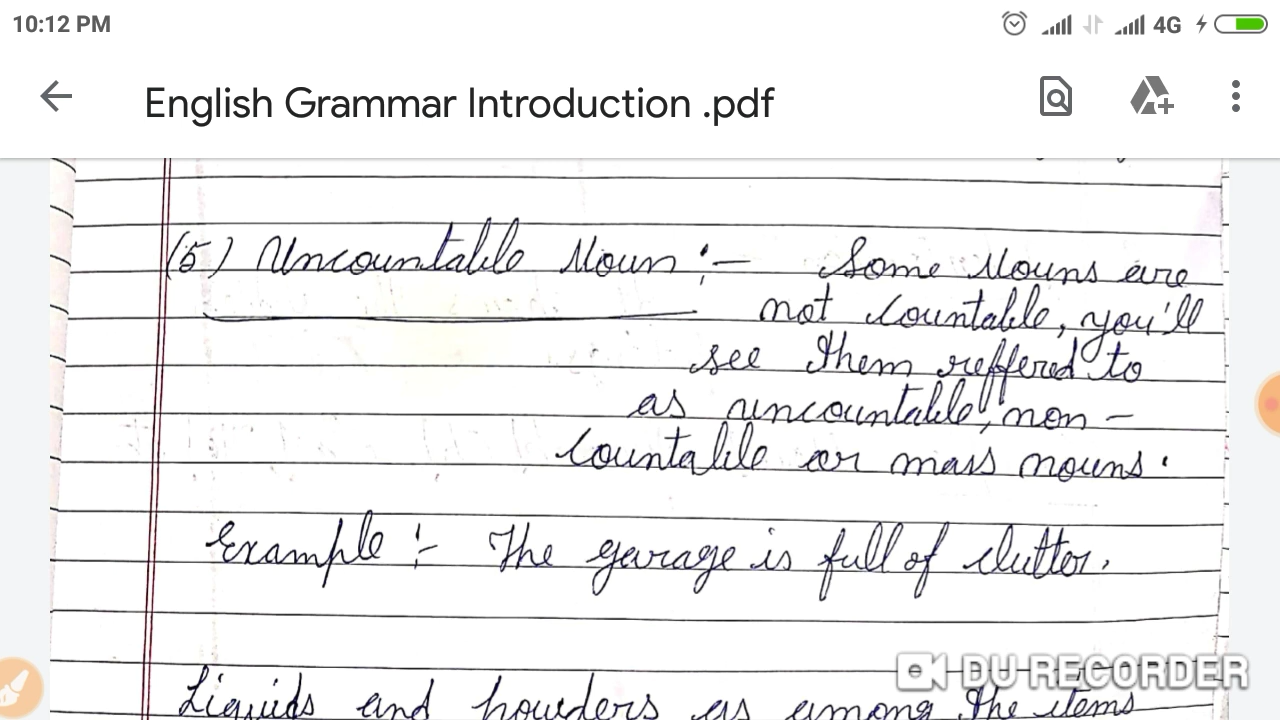 10:12 PM 4G
English Grammar Introduction .pdf
(5) Uncountable Noun :- Some Nouns are
not countable, you'll
see them reffered to
as uncountable, non-
countable or mass nouns.
Example :- The garage is full of clutter.
DU RECORDER
Liquids and powders as among the items